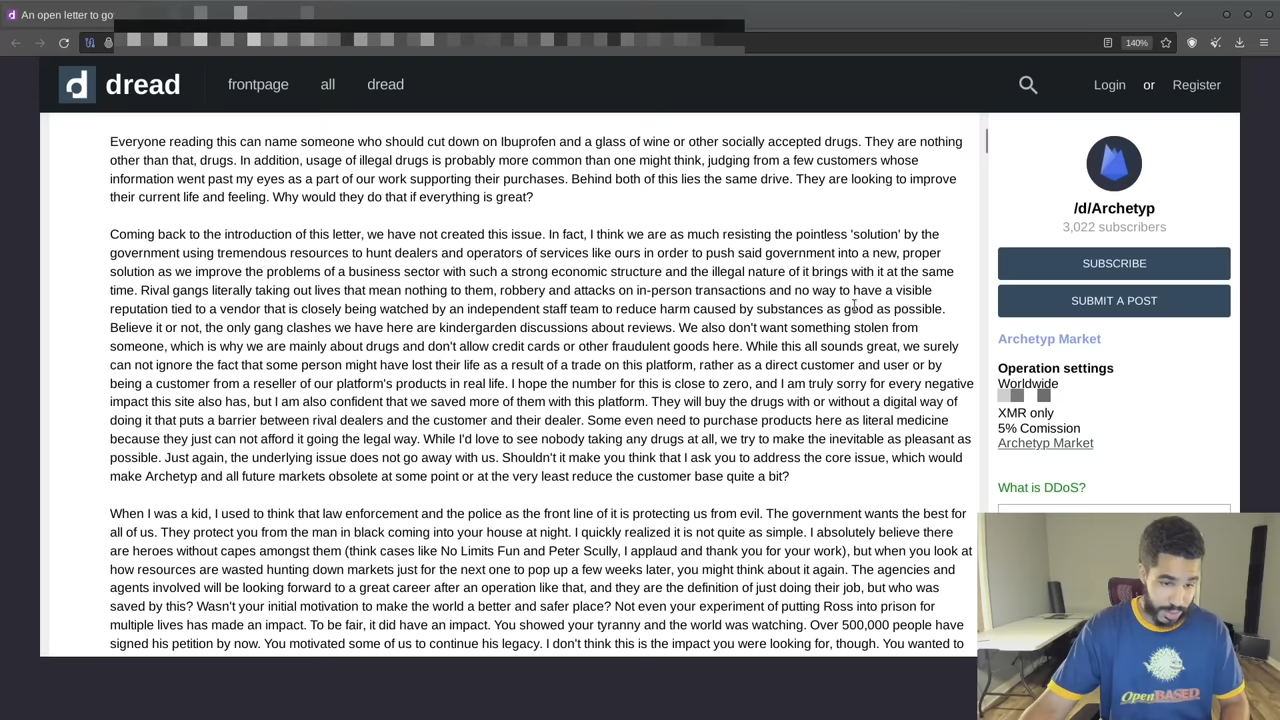 An open letter to go
140%
dread
frontpage
all
dread
Login or Register
Everyone reading this can name someone who should cut down on Ibuprofen and a glass of wine or other socially accepted drugs. They are nothing
other than that, drugs. In addition, usage of illegal drugs is probably more common than one might think, judging from a few customers whose
information went past my eyes as a part of our work supporting their purchases. Behind both of this lies the same drive. They are looking to improve
their current life and feeling. Why would they do that if everything is great?
Coming back to the introduction of this letter, we have not created this issue. In fact, I think we are as much resisting the pointless 'solution' by the
government using tremendous resources to hunt dealers and operators of services like ours in order to push said government into a new, proper
solution as we improve the problems of a business sector with such a strong economic structure and the illegal nature of it brings with it at the same
time. Rival gangs literally taking out lives that mean nothing to them, robbery and attacks on in-person transactions and no way to have a visible
reputation tied to a vendor that is closely being watched by an independent staff team to reduce harm caused by substances as good as possible.
Believe it or not, the only gang clashes we have here are kindergarden discussions about reviews. We also don't want something stolen from
someone, which is why we are mainly about drugs and don't allow credit cards or other fraudulent goods here. While this all sounds great, we surely
can not ignore the fact that some person might have lost their life as a result of a trade on this platform, rather as a direct customer and user or by
being a customer from a reseller of our platform's products in real life. I hope the number for this is close to zero, and I am truly sorry for every negative
impact this site also has, but I am also confident that we saved more of them with this platform. They will buy the drugs with or without a digital way of
doing it that puts a barrier between rival dealers and the customer and their dealer. Some even need to purchase products here as literal medicine
because they just can not afford it going the legal way. While I'd love to see nobody taking any drugs at all, we try to make the inevitable as pleasant as
possible. Just again, the underlying issue does not go away with us. Shouldn't it make you think that I ask you to address the core issue, which would
make Archetyp and all future markets obsolete at some point or at the very least reduce the customer base quite a bit?
When I was a kid, I used to think that law enforcement and the police as the front line of it is protecting us from evil. The government wants the best for
all of us. They protect you from the man in black coming into your house at night. I quickly realized it is not quite as simple. I absolutely believe there
are heroes without capes amongst them (think cases like No Limits Fun and Peter Scully, I applaud and thank you for your work), but when you look at
how resources are wasted hunting down markets just for the next one to pop up a few weeks later, you might think about it again. The agencies and
agents involved will be looking forward to a great career after an operation like that, and they are the definition of just doing their job, but who was
saved by this? Wasn't your initial motivation to make the world a better and safer place? Not even your experiment of putting Ross into prison for
multiple lives has made an impact. To be fair, it did have an impact. You showed your tyranny and the world was watching. Over 500,000 people have
signed his petition by now. You motivated some of us to continue his legacy. I don't think this is the impact you were looking for, though. You wanted to
/d/Archetyp
3,022 subscribers
SUBSCRIBE
SUBMIT A POST
Archetyp Market
Operation settings
Worldwide
XMR only
5% Comission
Archetyp Market
What is DDoS?
OpenBASED